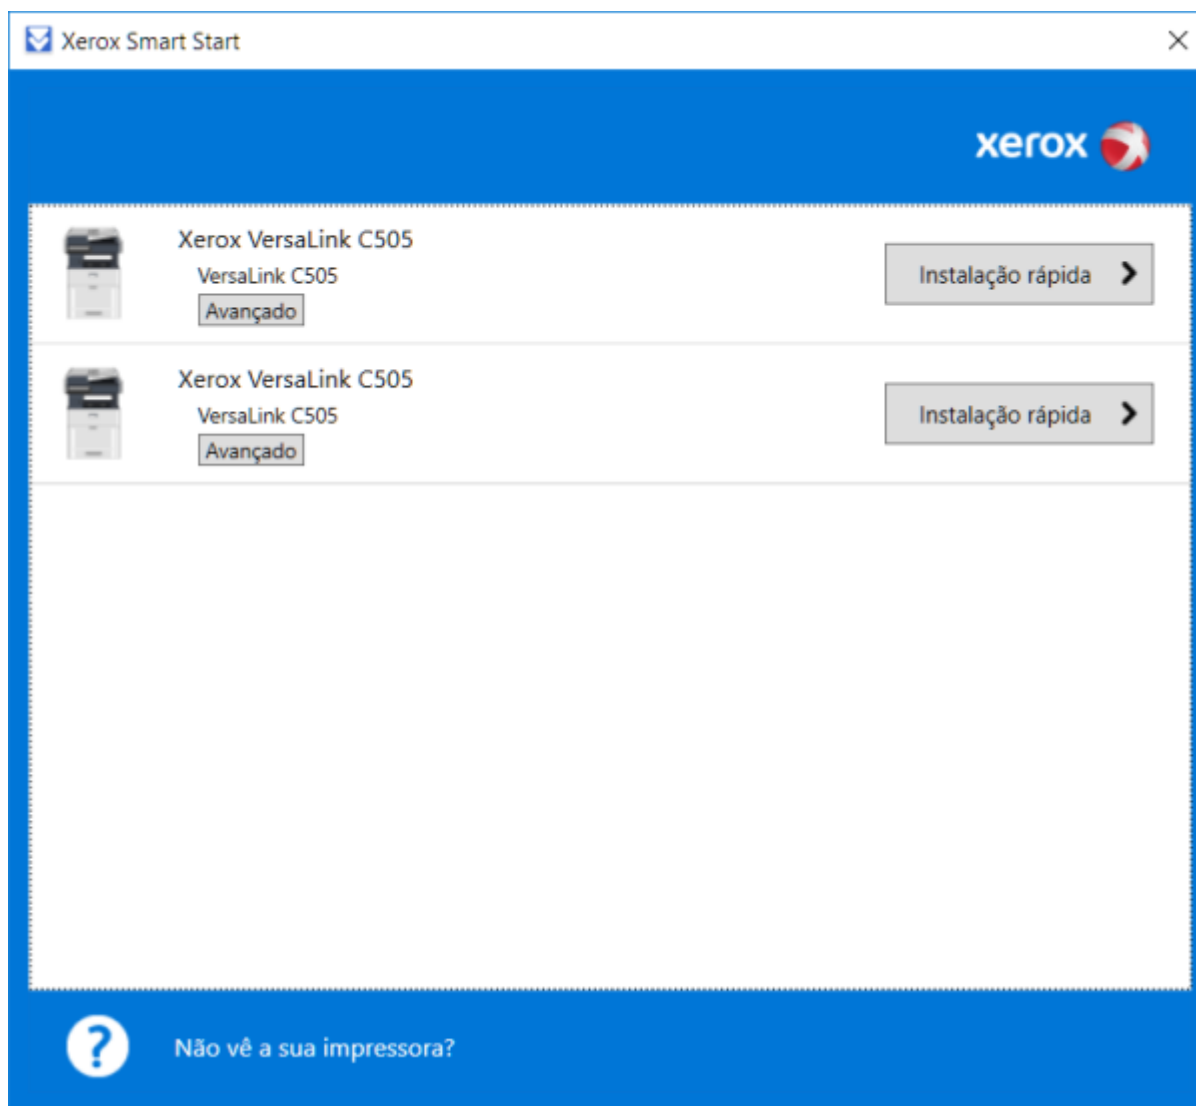 Xerox Smart Start
xerox
Xerox VersaLink C505
VersaLink C505
Avançado
Instalação rápida
Xerox VersaLink C505
VersaLink C505
Avançado
Instalação rápida
? Não vê a sua impressora?